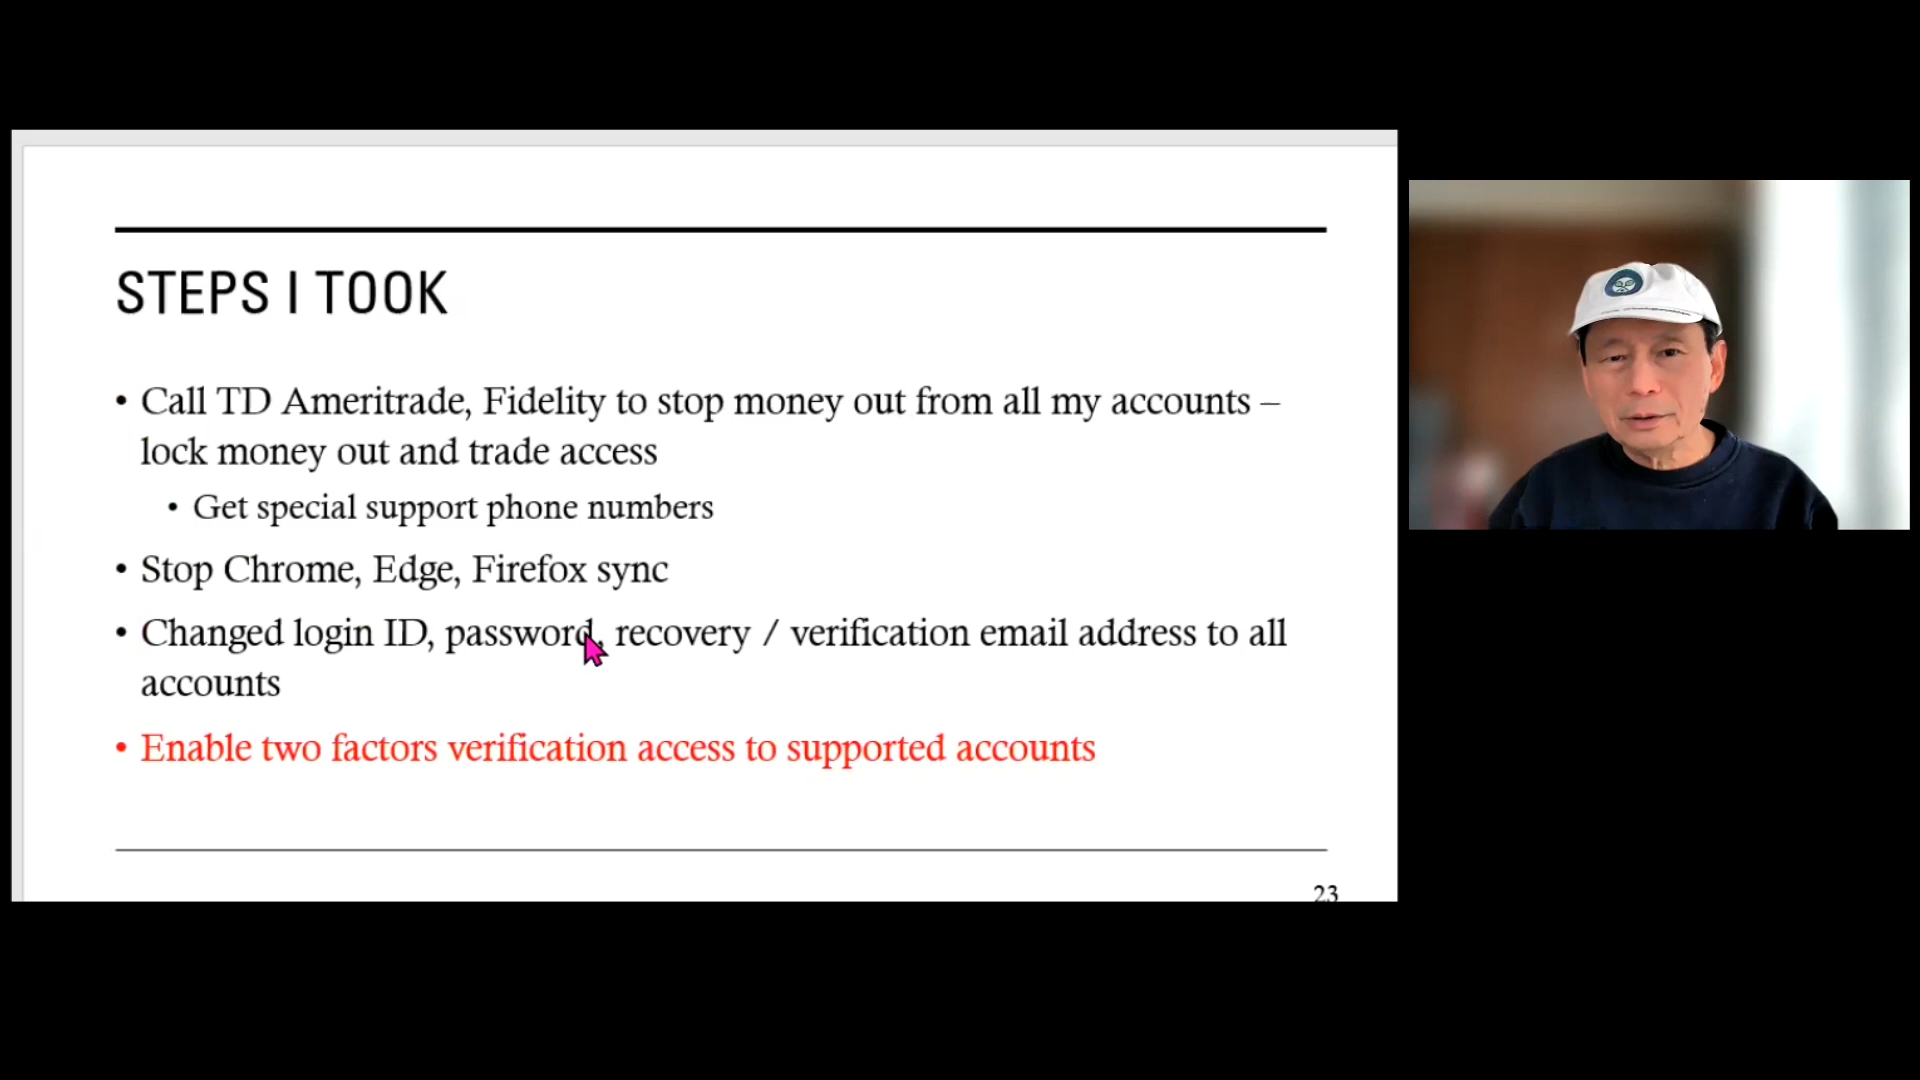 STEPS I TOOK
• Call TD Ameritrade, Fidelity to stop money out from all my accounts –
lock money out and trade access
• Get special support phone numbers
• Stop Chrome, Edge, Firefox sync
• Changed login ID, password, recovery / verification email address to all
accounts
• Enable two factors verification access to supported accounts
23